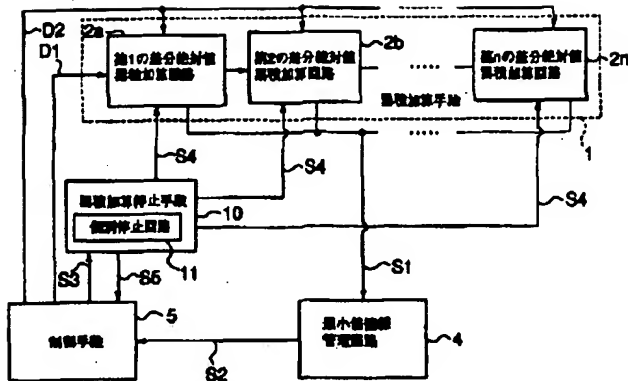 D2
D1
2a
第1の差分絶対値
累積加算回路
第2の差分絶対値
累積加算回路
2b
第nの差分絶対値
累積加算回路
2n
累積加算手段
1
S4
S4
S4
累積加算停止手段
10
個別停止回路
11
S3
S5
S1
5
制御手段
S2
最小値候補
管理回路
4